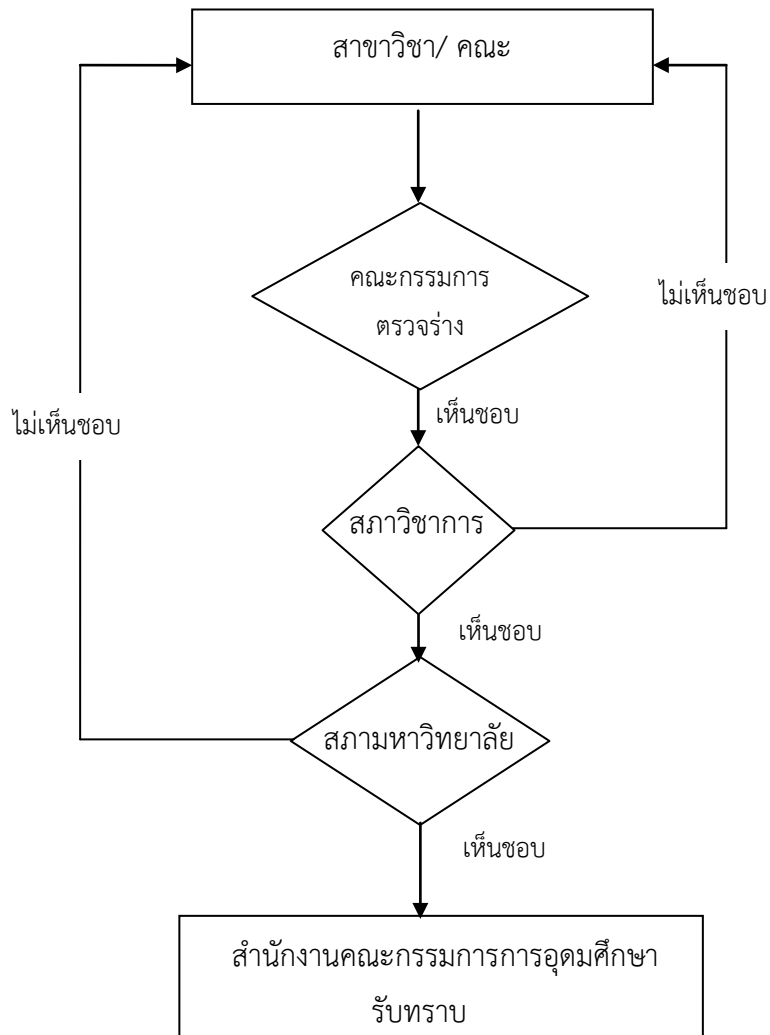 สาขาวิชา/ คณะ
คณะกรรมการ
ตรวจร่าง
ไม่เห็นชอบ
ไม่เห็นชอบ
เห็นชอบ
สภาวิชาการ
เห็นชอบ
สภามหาวิทยาลัย
เห็นชอบ
สำนักงานคณะกรรมการการอุดมศึกษา
รับทราบ